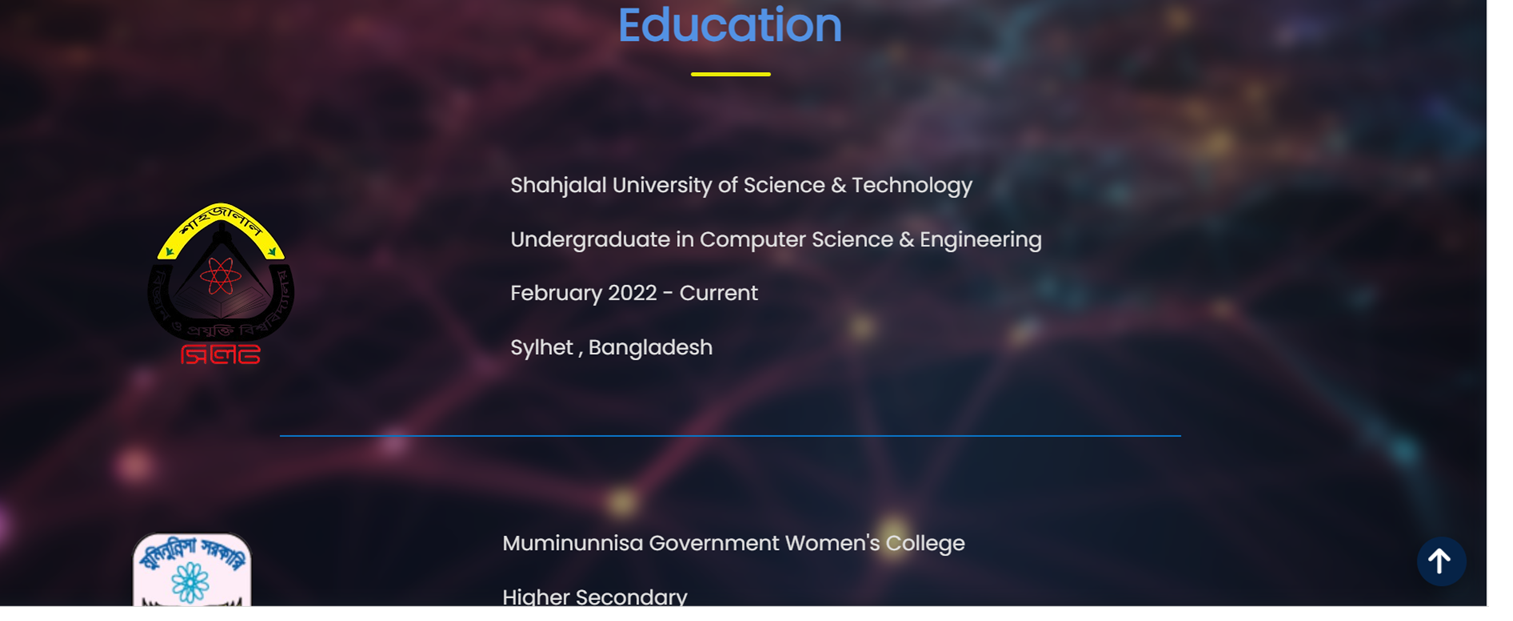 Education
শাহজালাল
Shahjalal University of Science & Technology
Undergraduate in Computer Science & Engineering
February 2022 - Current
Sylhet , Bangladesh
বিজ্ঞান ও প্রযুক্তি বিশ্ববিদ্যালয়
সিলেট
মুমিনুন্নিসা সরকারি
Muminunnisa Government Women's College
Higher Secondary